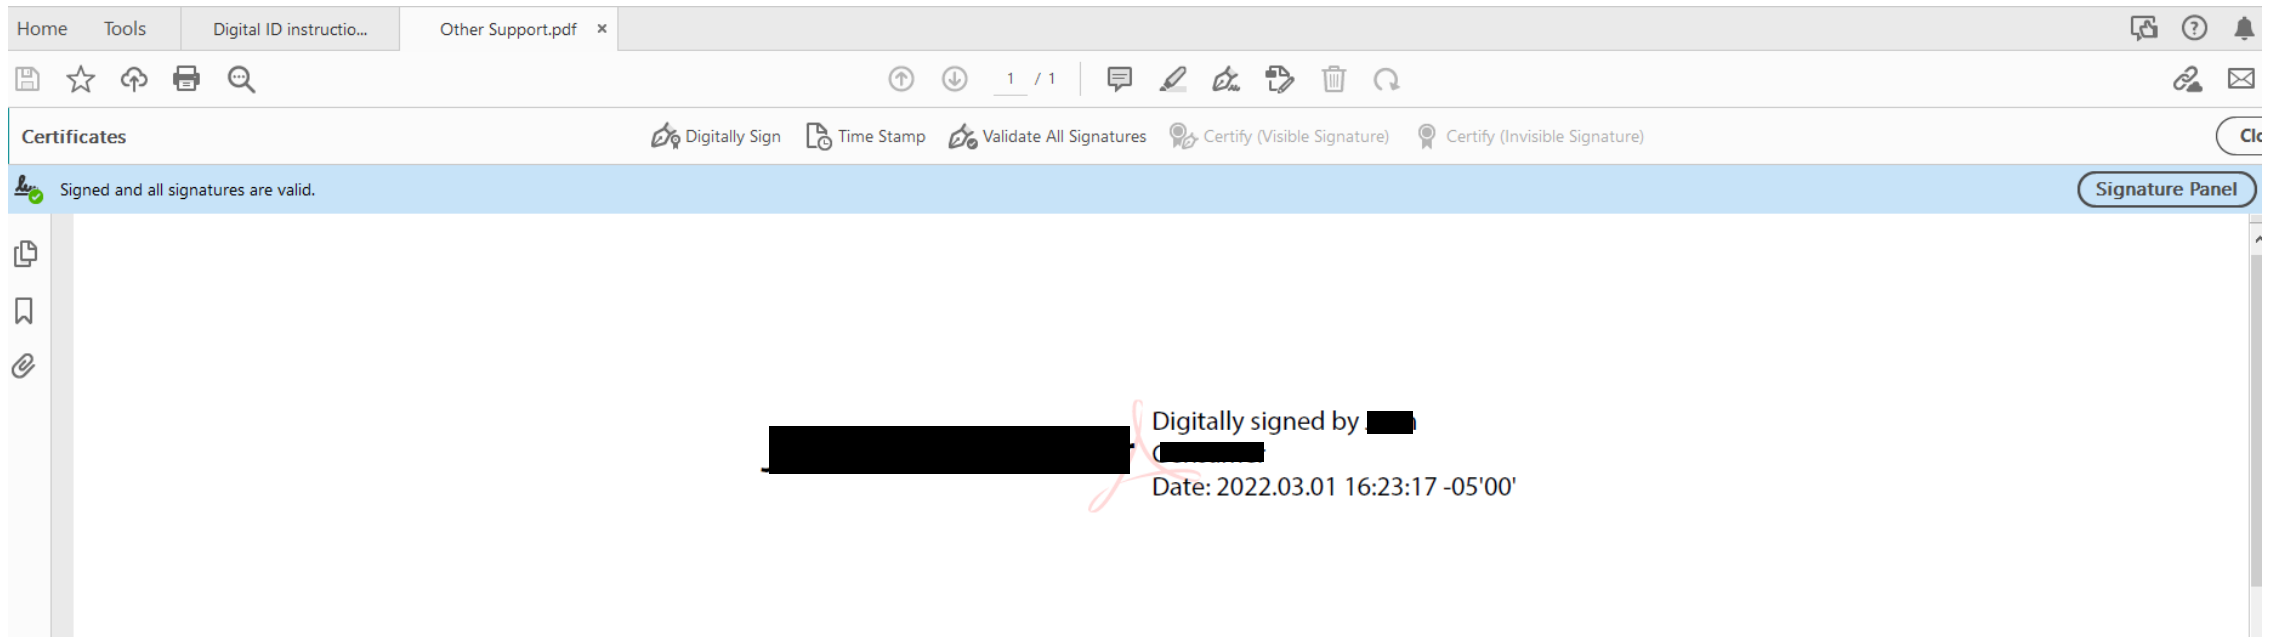 Home Tools Digital ID instructio... Other Support.pdf ×
1 / 1
Certificates Digitally Sign Time Stamp Validate All Signatures Certify (Visible Signature) Certify (Invisible Signature) Clo
Signed and all signatures are valid. Signature Panel
Digitally signed by
Date: 2022.03.01 16:23:17 -05'00'